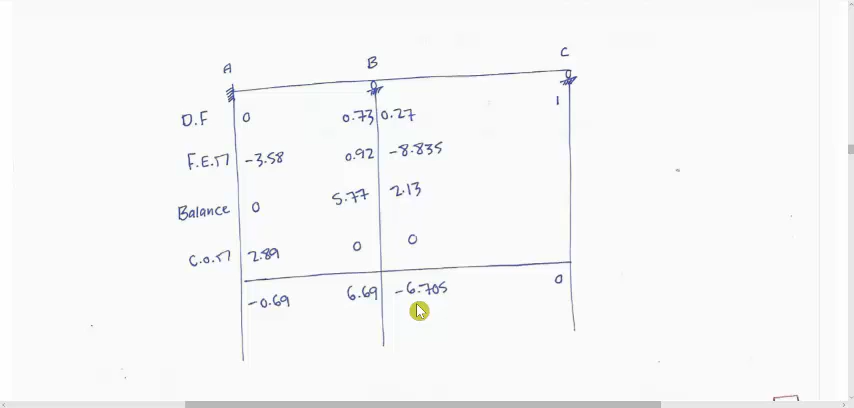 A B C
D.F 0 0.73 0.27 1
F.E.M -3.58 0.92 -8.835
Balance 0 5.77 2.13
C.O.M 2.89 0 0
-0.69 6.69 -6.705 0